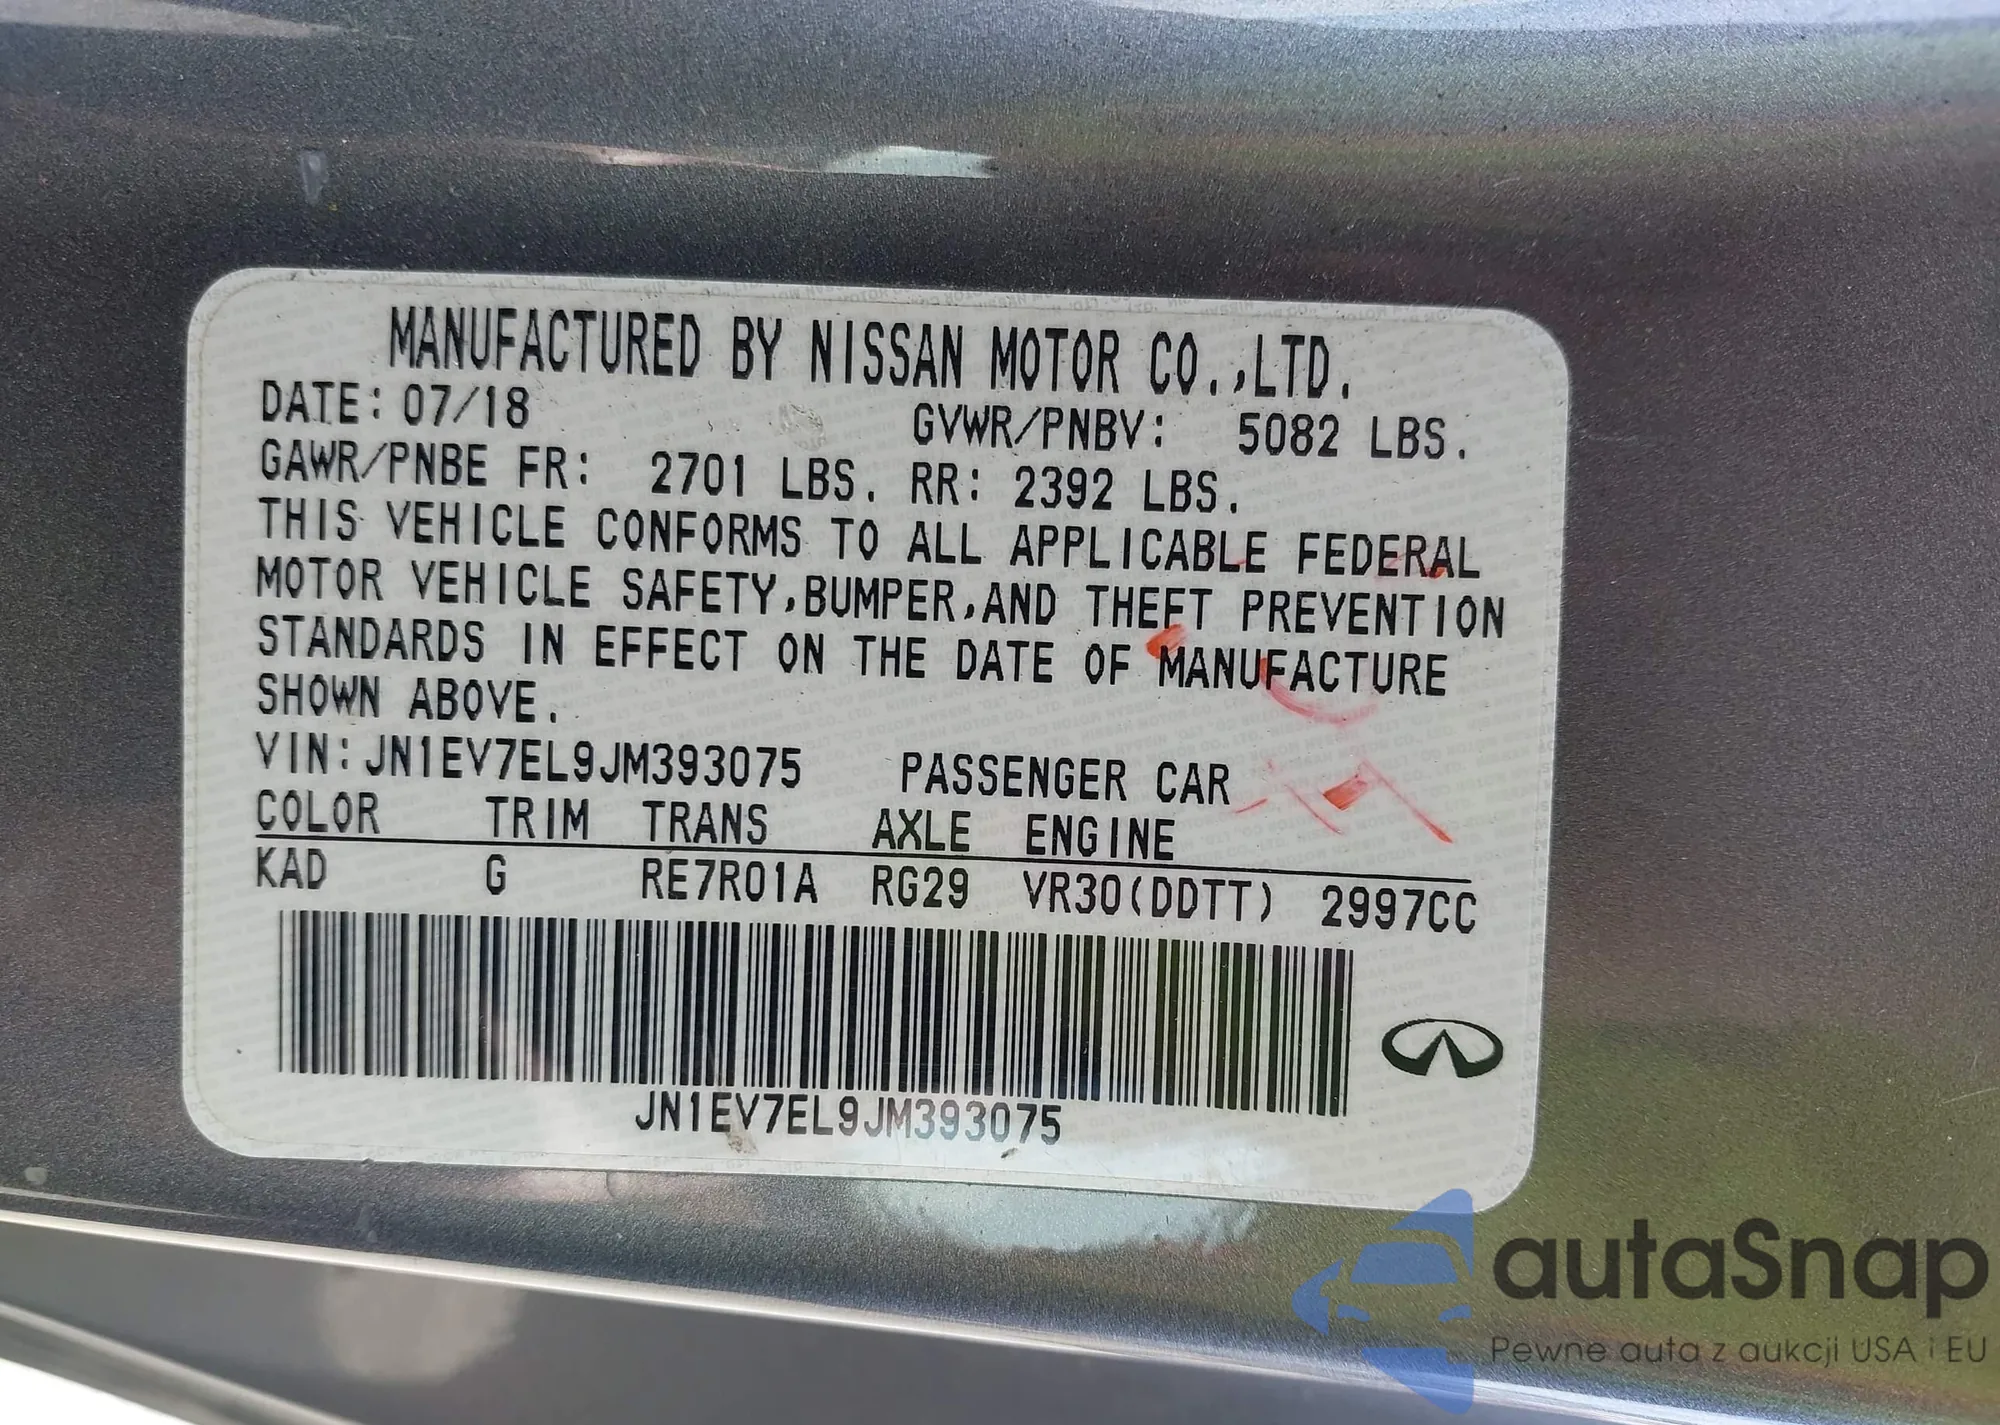 MANUFACTURED BY NISSAN MOTOR CO.,LTD.
DATE: 07/18 GVWR/PNBV: 5082 LBS.
GAWR/PNBE FR: 2701 LBS. RR: 2392 LBS.
THIS VEHICLE CONFORMS TO ALL APPLICABLE FEDERAL
MOTOR VEHICLE SAFETY,BUMPER,AND THEFT PREVENTION
STANDARDS IN EFFECT ON THE DATE OF MANUFACTURE
SHOWN ABOVE.
VIN:JN1EV7EL9JM393075 PASSENGER CAR
COLOR TRIM TRANS AXLE ENGINE
KAD G RE7R01A RG29 VR30(DDTT) 2997CC
JN1EV7EL9JM393075
autaSnap
Pewne auta z aukcji USA i EU